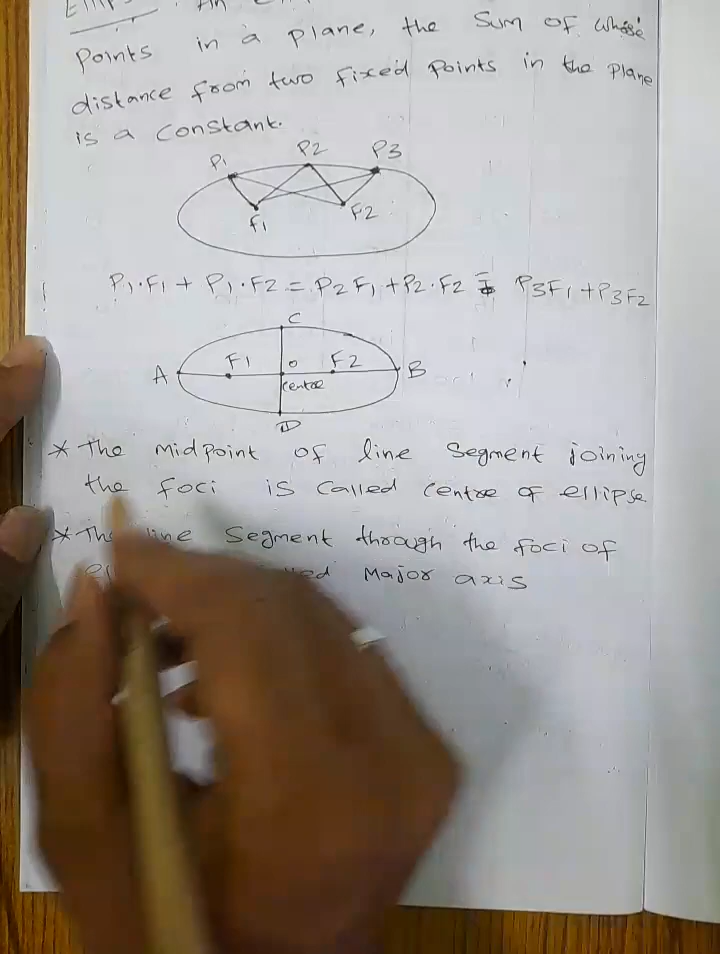 Points in a plane, the Sum of whose
distance from two fixed points in the plane
is a constant.
P1 P2 P3
F1 F2
P1.F1 + P1.F2 = P2F1 + P2.F2 = P3F1 + P3F2
C
A F1 O F2 B
Centre
D
* The midpoint of line Segment joining
the foci is called centre of ellipse
* The line Segment through the foci of
Major axis